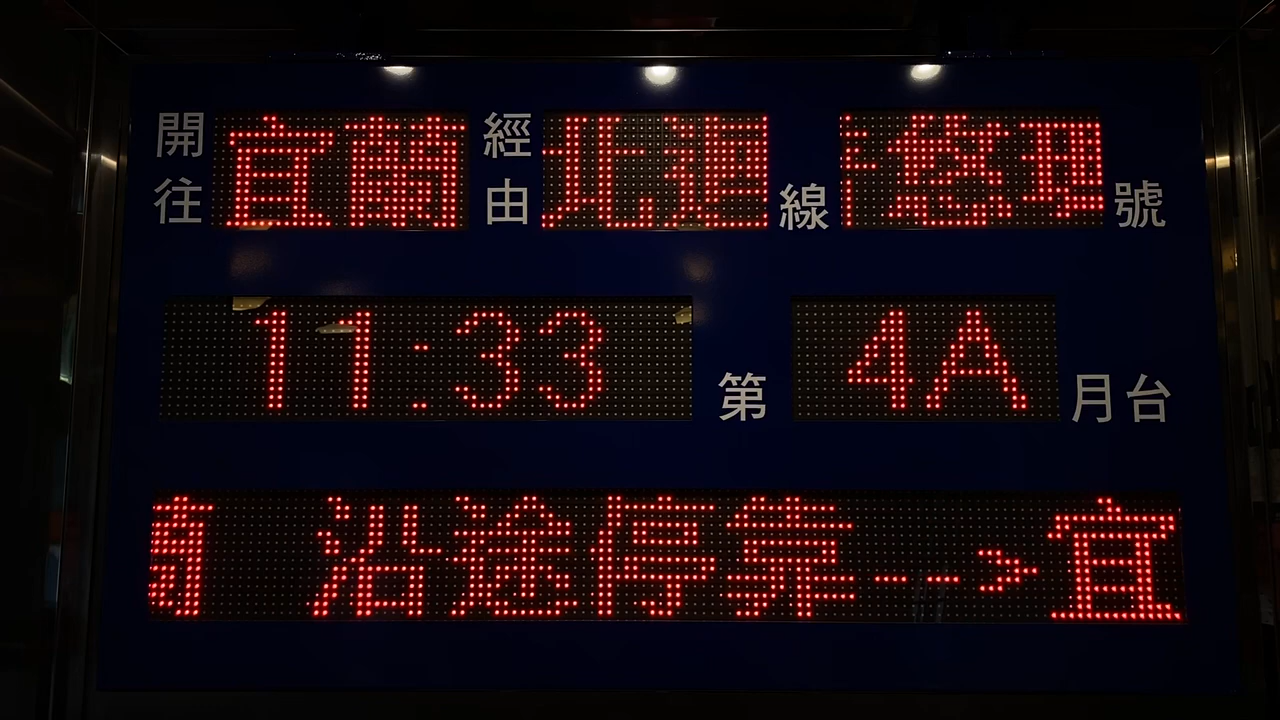 開往 宜蘭 經由 北迴 線 悠 號
11:33 第 4A 月台
沿途停靠-->宜